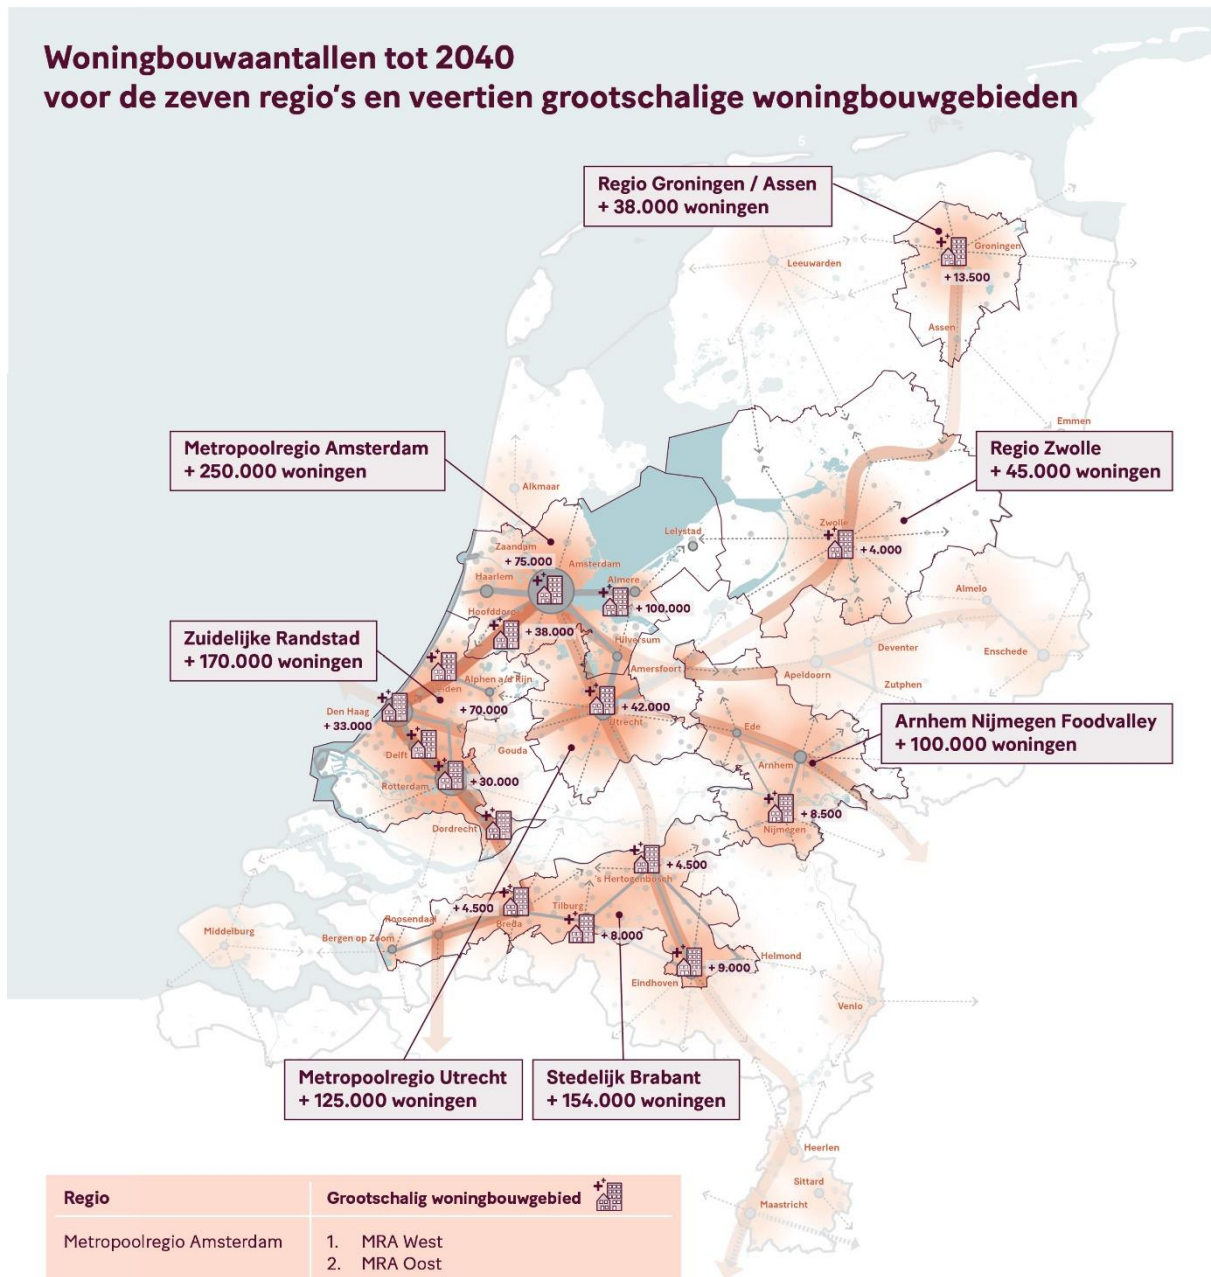 Woningbouwaantallen tot 2040
voor de zeven regio's en veertien grootschalige woningbouwgebieden
5
Regio Groningen / Assen
+ 38.000 woningen
Groningen
Leeuwarden
+ 13.500
Assen
Emmen
Metropoolregio Amsterdam
+ 250.000 woningen
Regio Zwolle
+ 45.000 woningen
Alkmaar
Zwolle
Lelystad
Zaandam
+ 4.000
+ 75.000
Amsterdam
Haarlem
Almere
Almelo
+ 100.000
Hoofddorp
Zuidelijke Randstad
+ 170.000 woningen
+ 38.000
Hilversum
Deventer
Enschede
Amersfoort
Apeldoorn
Alphen a/d Rijn
Zutphen
Leiden
Den Haag
+ 70.000
+ 42.000
+ 33.000
Utrecht
Ede
Arnhem Nijmegen Foodvalley
+ 100.000 woningen
Gouda
Delft
Arnhem
Rotterdam
+ 30.000
+ 8.500
Dordrecht
Nijmegen
+ 4.500
's Hertogenbosch
+ 4.500
Tilburg
Roosendaal
Breda
Middelburg
Bergen op Zoom
+ 8.000
Helmond
+ 9.000
Eindhoven
Venlo
Metropoolregio Utrecht
+ 125.000 woningen
Stedelijk Brabant
+ 154.000 woningen
Heerlen
Sittard
Maastricht
Regio
Grootschalig woningbouwgebied
Metropoolregio Amsterdam
1. MRA West
2. MRA Oost